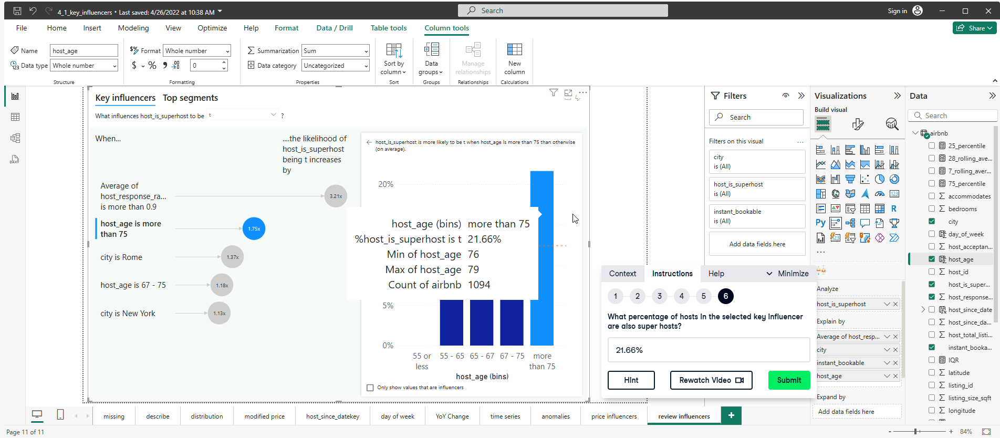 4_1_key_influencers • Last saved: 4/26/2022 at 10:38 AM
Search
Sign in
File Home Insert Modeling View Optimize Help Format Data / Drill Table tools Column tools
Share
Name host_age
Data type Whole number
Structure
Format Whole number
$ % , .00 0
Formatting
Summarization Sum
Data category Uncategorized
Properties
Sort by
column
Sort
Data
groups
Groups
Manage
relationships
Relationships
New
column
Calculations
Key influencers Top segments
What influences host_is_superhost to be t ?
When...
....the likelihood of
host_is_superhost
being t increases
by
Average of
host_response_ra...
is more than 0.9
3.21x
host_age is more
than 75
1.75x
city is Rome
1.37x
host_age is 67 - 75
1.18x
city is New York
1.13x
host_is_superhost is more likely to be t when host_age is more than 75 than otherwise
(on average).
20%
5%
0%
host_age (bins) more than 75
%host_is_superhost is t 21.66%
Min of host_age 76
Max of host_age 79
Count of airbnb 1094
55 or
less
55 - 65
65 - 67
67 - 75
more
than 75
host_age (bins)
Only show values that are influencers
Filters
Search
Filters on this visual
...
city
is (All)
host_is_superhost
is (All)
instant_bookable
is (All)
Add data fields here
Context Instructions Help Minimize
1 2 3 4 5 6
What percentage of hosts in the selected key influencer
are also super hosts?
21.66%
Hint
Rewatch Video
Submit
Visualizations
Build visual
123
R
Py
123
...
Analyze
host_is_superhost
Explain by
Average of host_resp...
city
instant_bookable
host_age
Expand by
Add data fields here
Data
Search
airbnb
25_percentile
28_rolling_ave...
7_rolling_aver...
75_percentile
accommodates
bedrooms
city
day_of_week
host_acceptan...
host_age
host_id
host_is_super...
host_response...
host_since_date
host_since_da...
host_total_listi...
instant_booka...
IQR
latitude
listing_id
listing_size_sqft
longitude
missing describe distribution modified price host_since_datekey day of week YoY Change time series anomalies price influencers review influencers +
Page 11 of 11
- + 84%